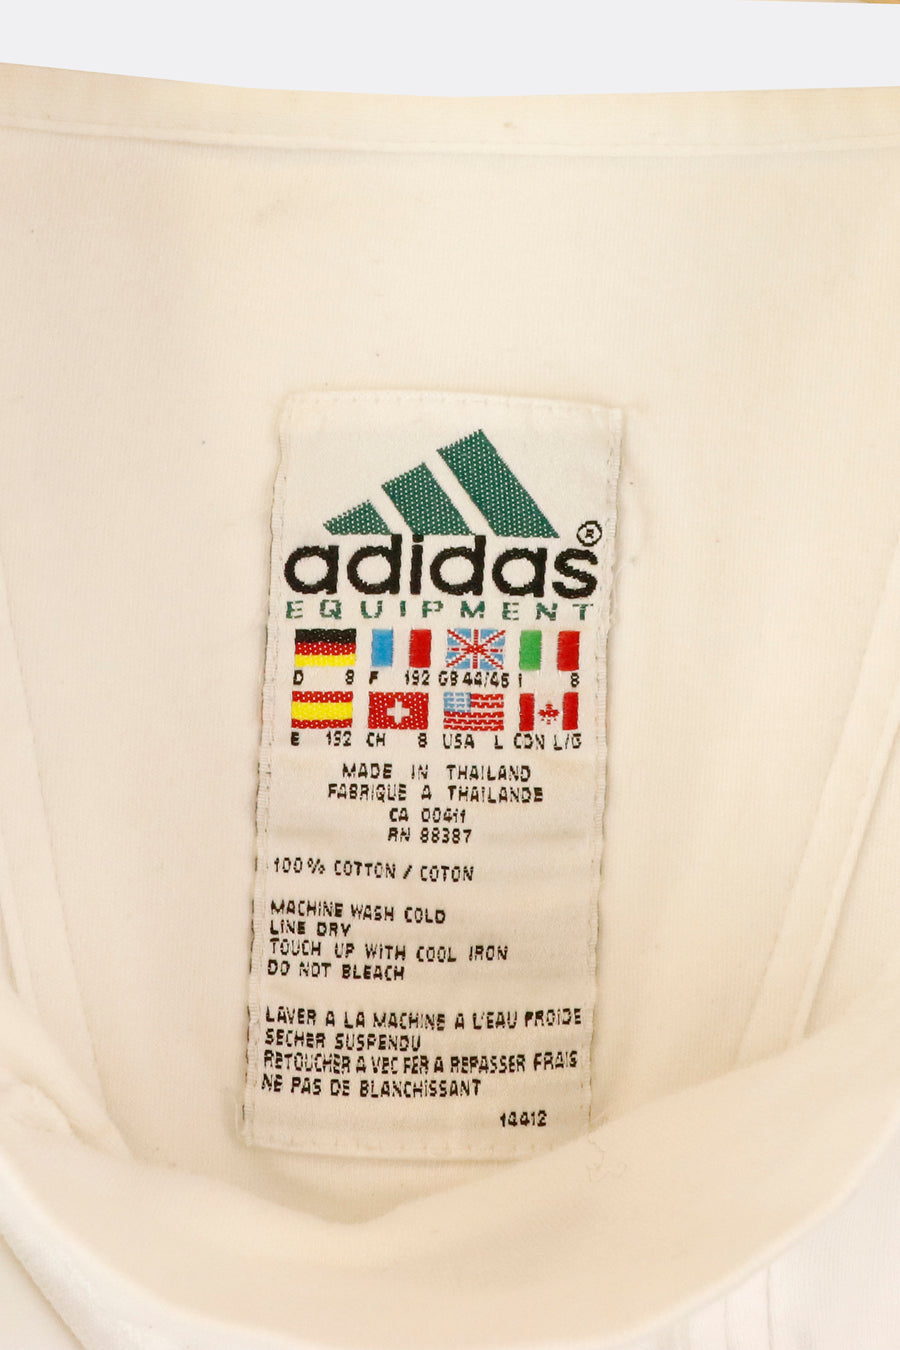 adidas®
EQUIPMENT
D 8 F 192 GB 44/46 I 8
E 192 CH 8 USA L CDN L/G
MADE IN THAILAND
FABRIQUE A THAILANDE
CA 00411
RN 88387
100% COTTON / COTON
MACHINE WASH COLD
LINE DRY
TOUCH UP WITH COOL IRON
DO NOT BLEACH
LAVER A LA MACHINE A L'EAU FROIDE
SECHER SUSPENDU
RETOUCHER A VEC FER A REPASSER FRAIS
NE PAS DE BLANCHISSANT
14412